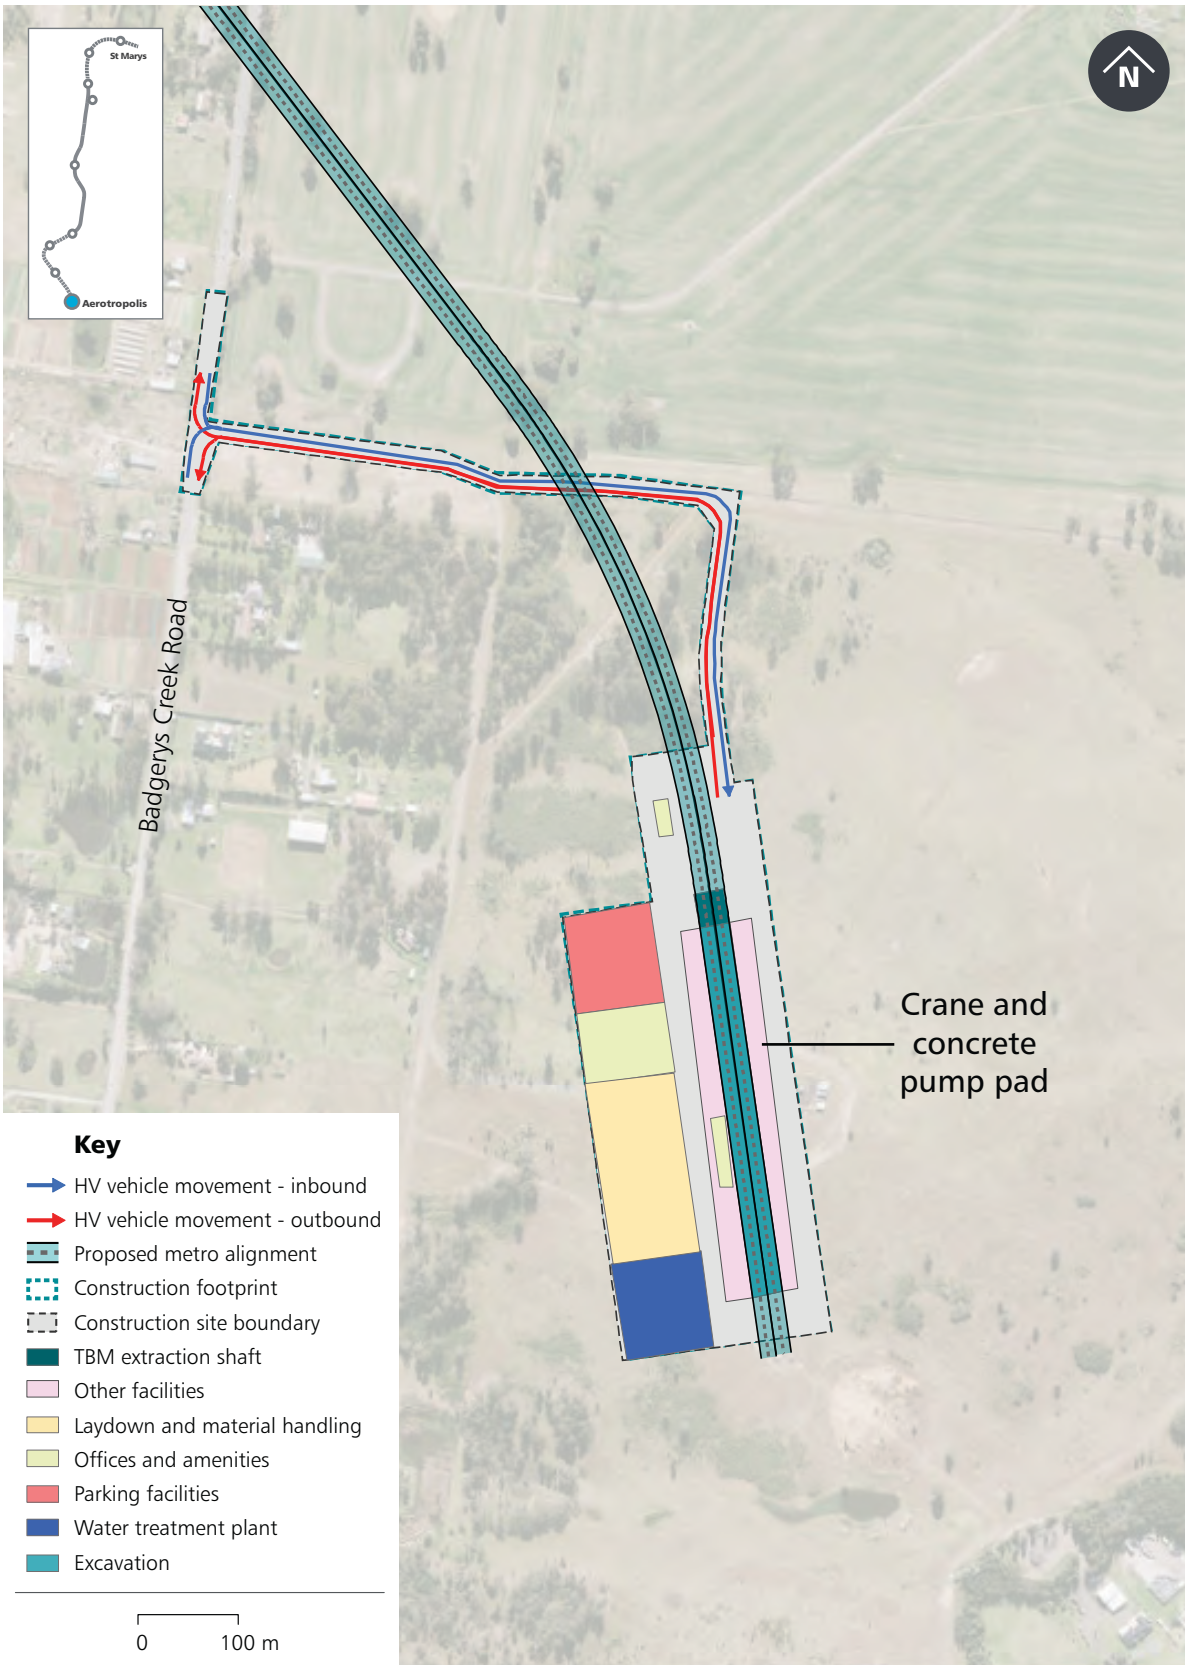 St Marys
Aerotropolis
N
Badgerys Creek Road
Crane and
concrete
pump pad
Key
HV vehicle movement - inbound
HV vehicle movement - outbound
Proposed metro alignment
Construction footprint
Construction site boundary
TBM extraction shaft
Other facilities
Laydown and material handling
Offices and amenities
Parking facilities
Water treatment plant
Excavation
0 100 m